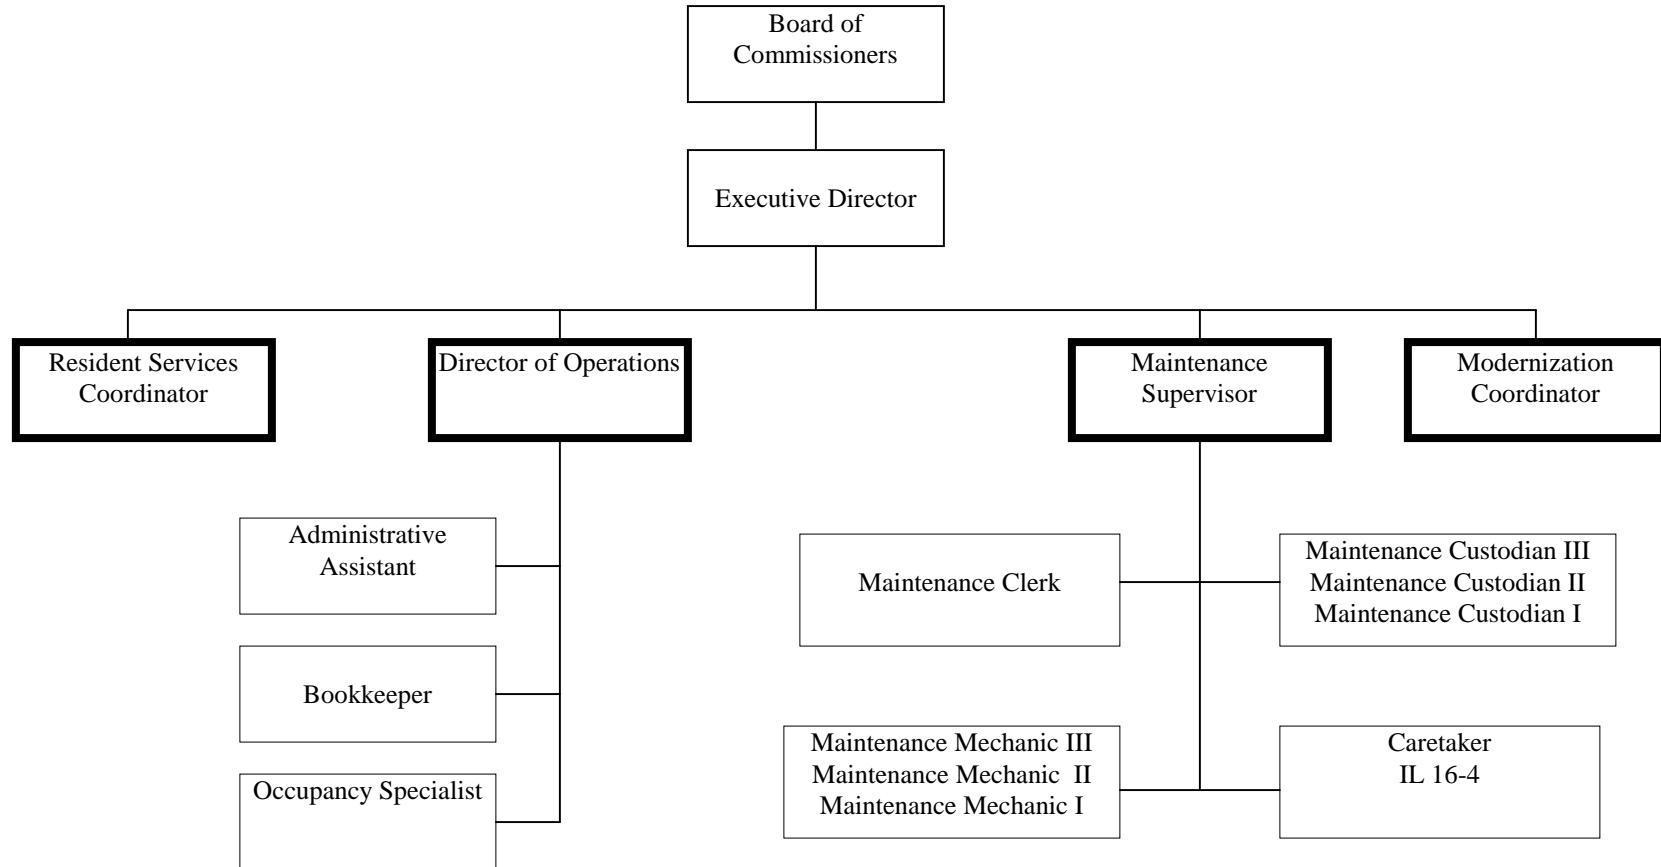 Board of
Commissioners
Executive Director
Resident Services
Coordinator
Director of Operations
Maintenance
Supervisor
Modernization
Coordinator
Administrative
Assistant
Bookkeeper
Occupancy Specialist
Maintenance Clerk
Maintenance Custodian III
Maintenance Custodian II
Maintenance Custodian I
Maintenance Mechanic III
Maintenance Mechanic  II
Maintenance Mechanic I
Caretaker
IL 16-4